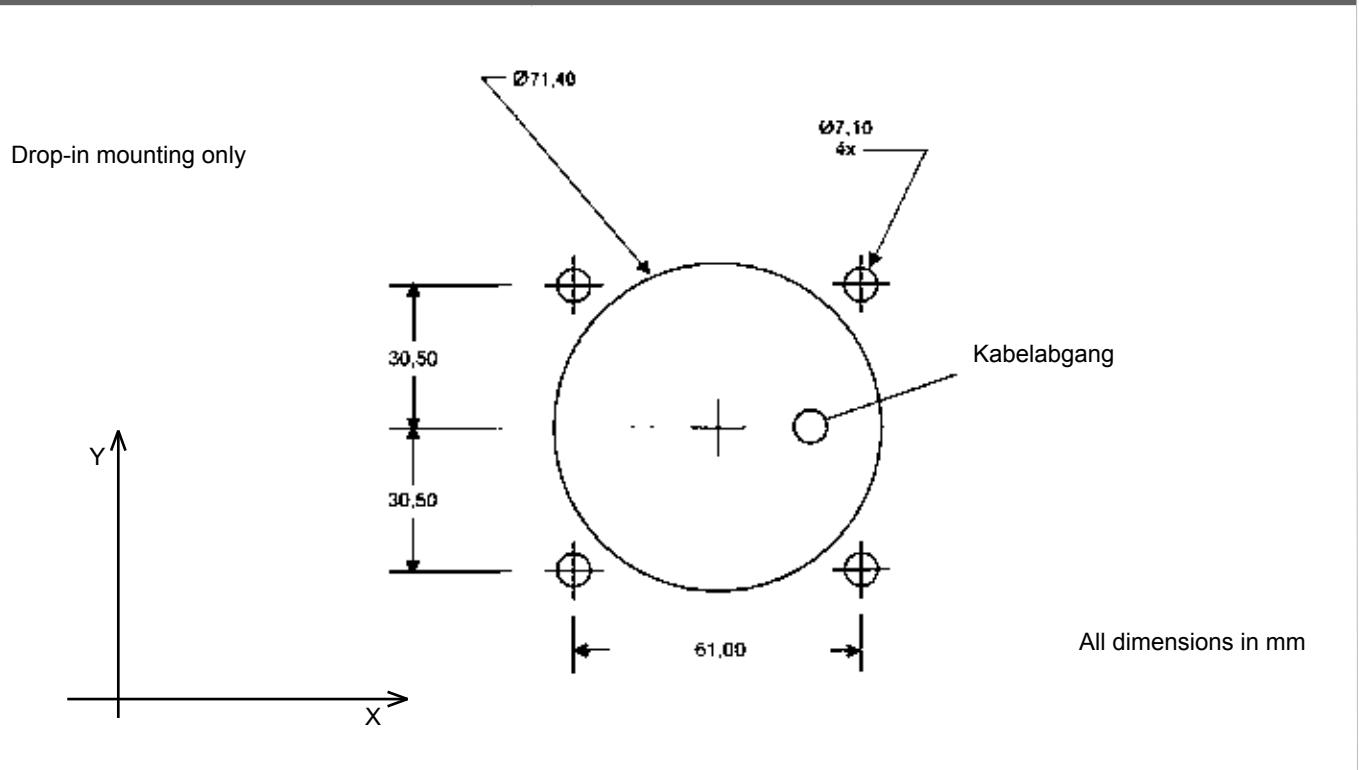 Ø71,40
Ø7,10
4x
Drop-in mounting only
Kabelabgang
30,50
Y
30,50
61,00
All dimensions in mm
X